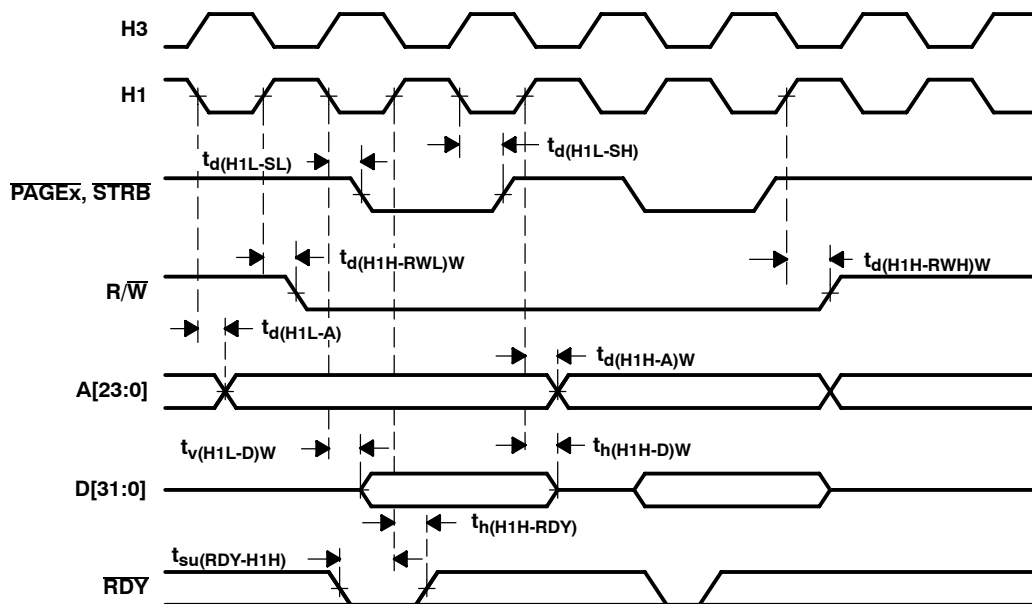 H3
H1
td(H1L-SL)
td(H1L-SH)
PAGEx, STRB
td(H1H-RWL)W
td(H1H-RWH)W
R/W
td(H1L-A)
td(H1H-A)W
A[23:0]
tv(H1L-D)W
th(H1H-D)W
D[31:0]
th(H1H-RDY)
tsu(RDY-H1H)
RDY